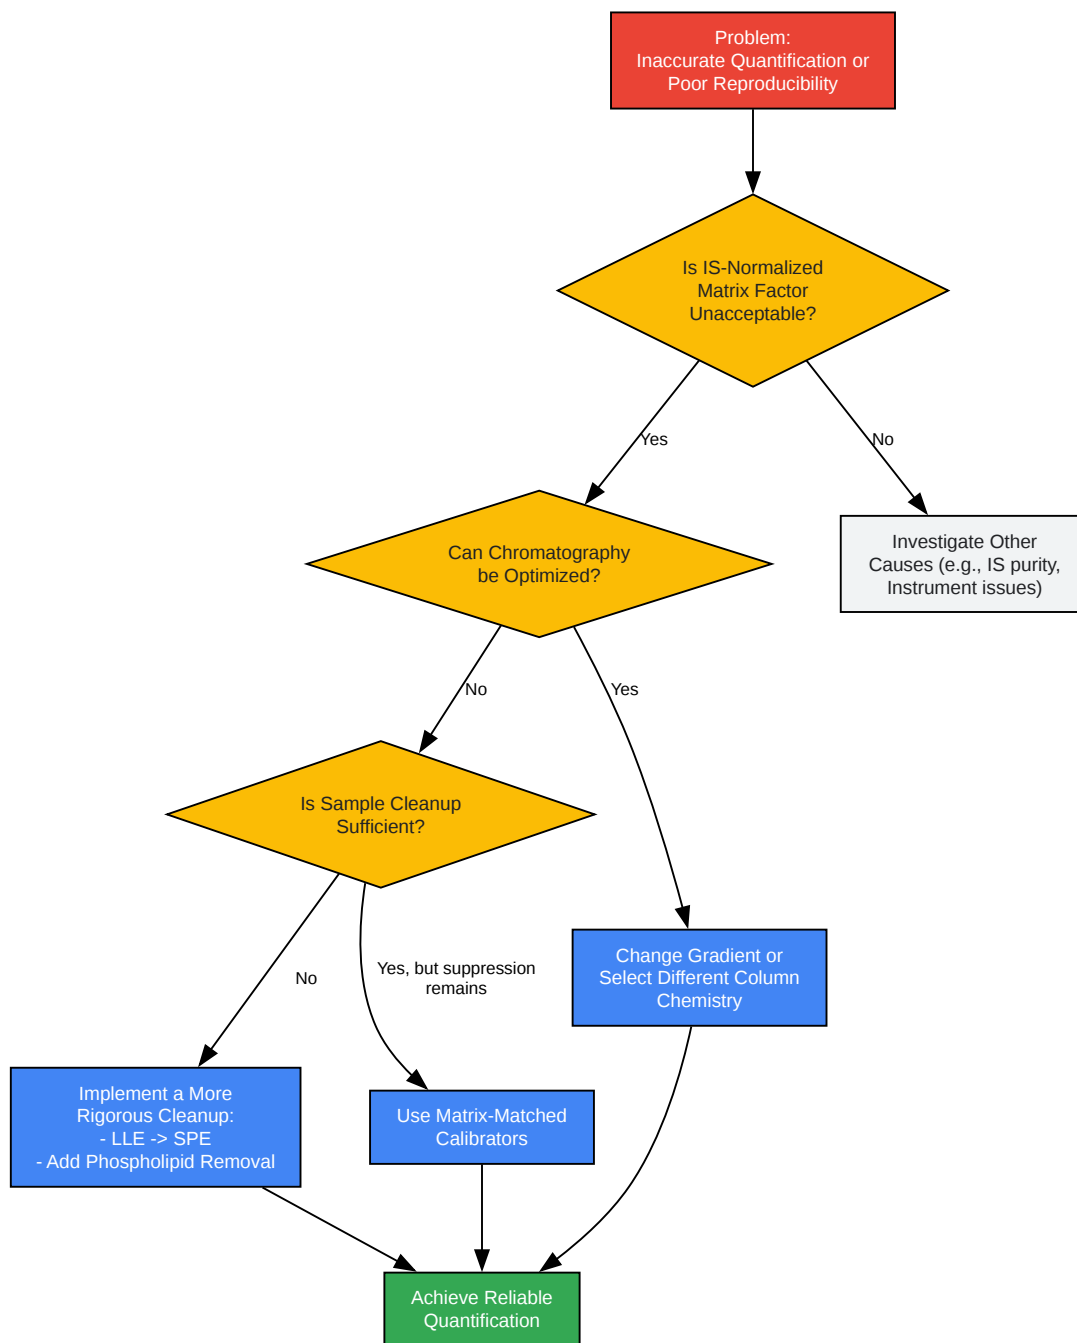 Problem:
Inaccurate Quantification or
Poor Reproducibility
Is IS-Normalized
Matrix Factor
Unacceptable?
Yes
No
Can Chromatography
be Optimized?
Investigate Other
Causes (e.g., IS purity,
Instrument issues)
No
Yes
Is Sample Cleanup
Sufficient?
No
Yes, but suppression
remains
Change Gradient or
Select Different Column
Chemistry
Implement a More
Rigorous Cleanup:
- LLE -> SPE
- Add Phospholipid Removal
Use Matrix-Matched
Calibrators
Achieve Reliable
Quantification